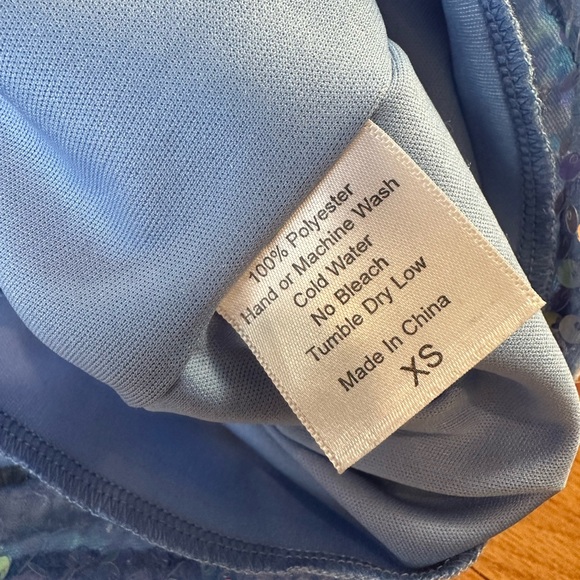 100% Polyester
Hand or Machine Wash
Cold Water
No Bleach
Tumble Dry Low
Made In China
XS